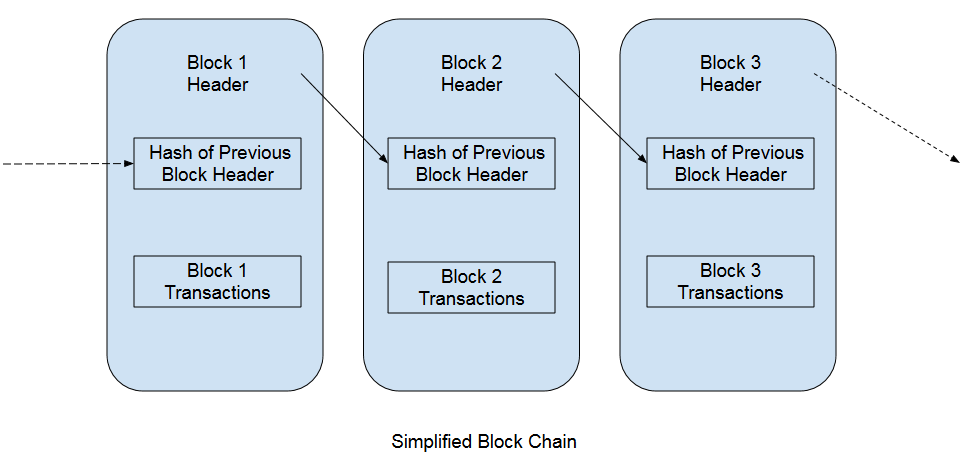 Block 1
Header
Hash of Previous
Block Header
Block 1
Transactions
Block 2
Header
Hash of Previous
Block Header
Block 2
Transactions
Block 3
Header
Hash of Previous
Block Header
Block 3
Transactions
Simplified Block Chain